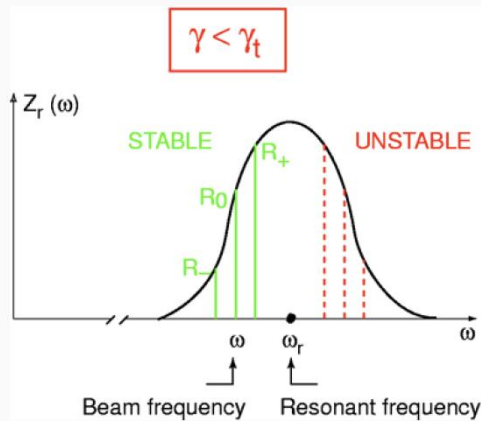 γ < γt
Zr (ω)
STABLE
UNSTABLE
R+
R0
R–
ω
ω
ωr
Beam frequency
Resonant frequency